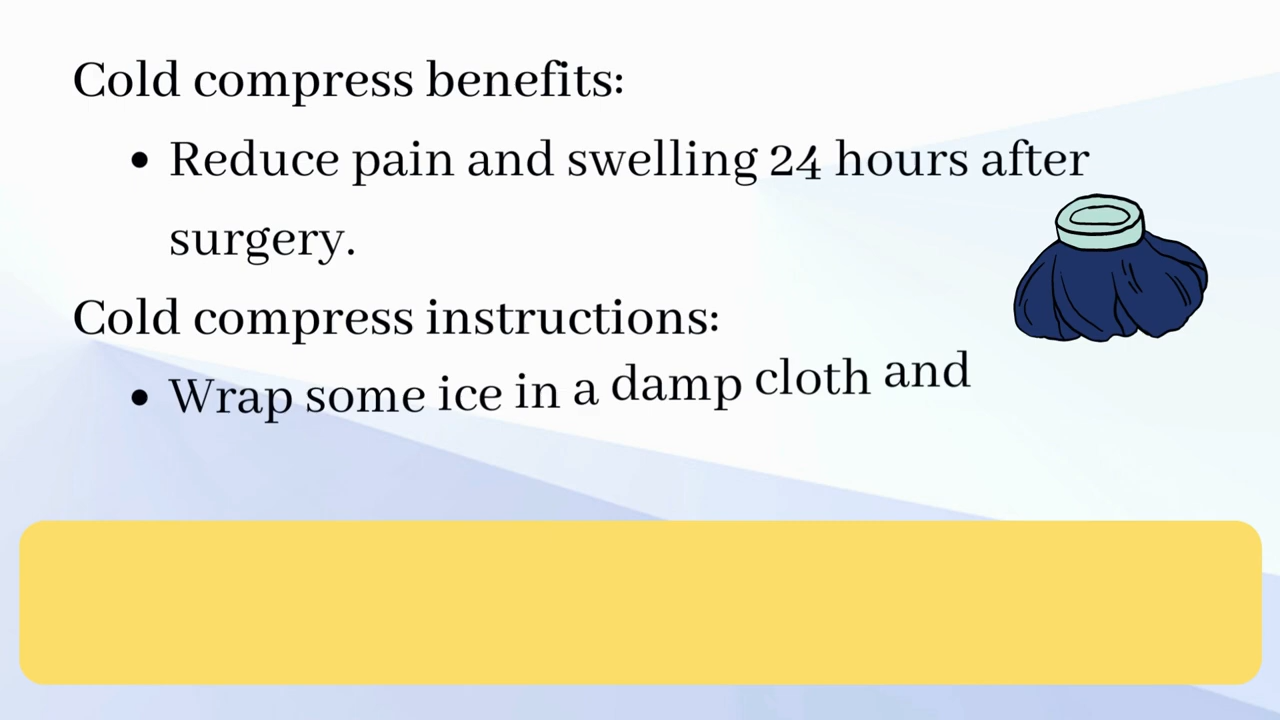 Cold compress benefits:
• Reduce pain and swelling 24 hours after
surgery.
Cold compress instructions:
• Wrap some ice in a damp cloth and